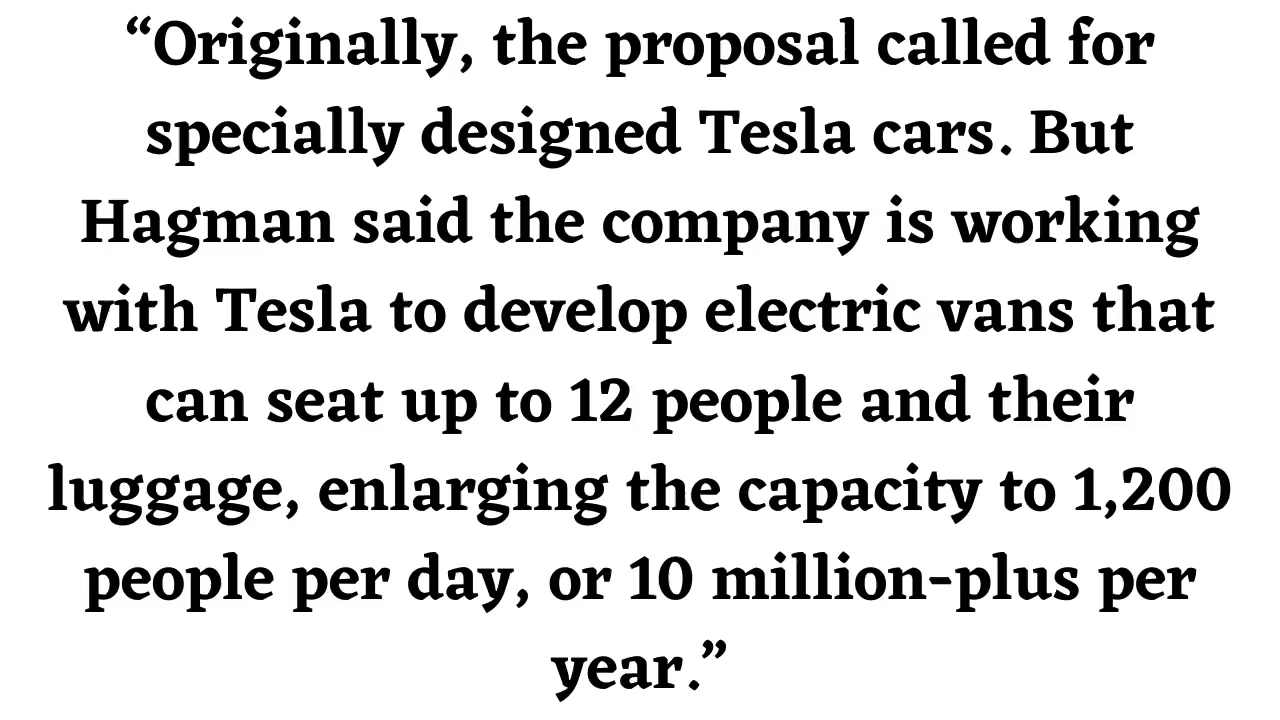 “Originally, the proposal called for
specially designed Tesla cars. But
Hagman said the company is working
with Tesla to develop electric vans that
can seat up to 12 people and their
luggage, enlarging the capacity to 1,200
people per day, or 10 million-plus per
year.”